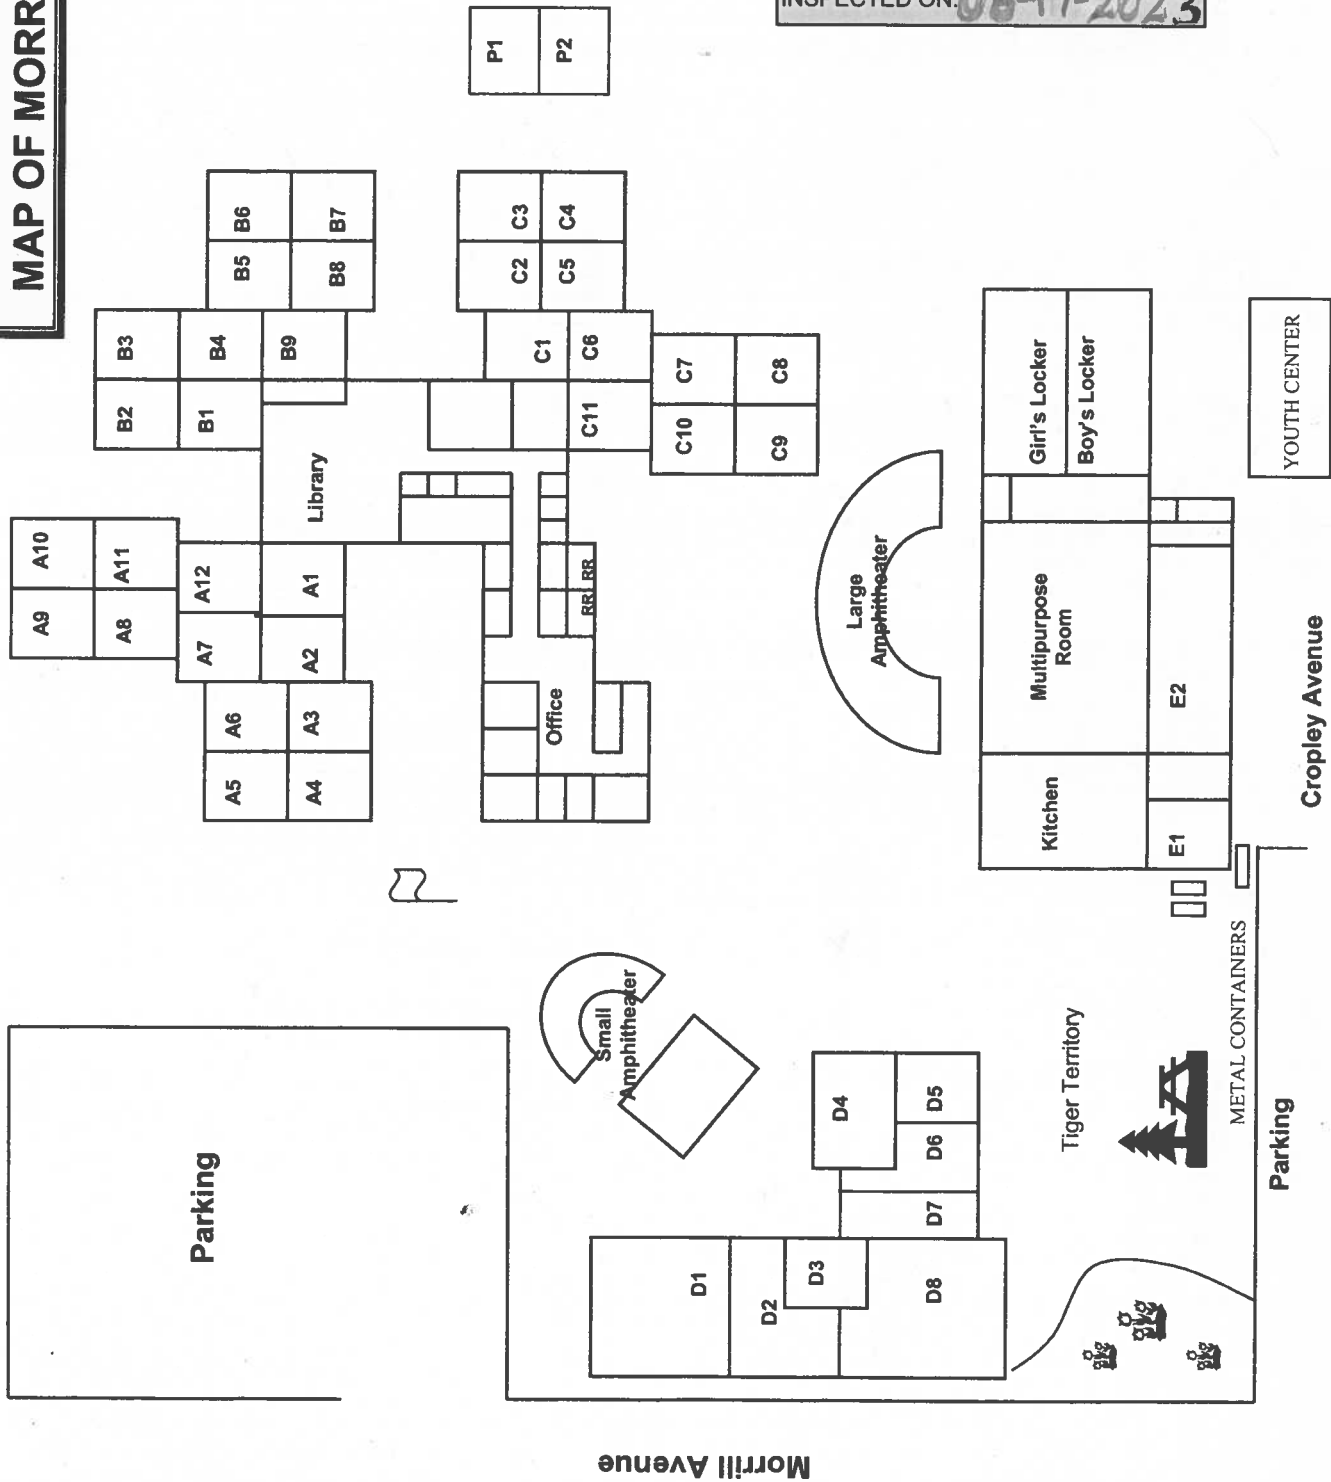 MAP OF MORR
INSPECTED ON:
P1
P2
B6
B7
B5
B8
B3
B4
B9
B2
B1
C3
C4
C2
C5
C1
C6
C7
C8
C11
C10
C9
Library
A10
A11
A12
A1
A9
A8
A7
A2
A6
A3
A5
A4
RR
RR
Office
Large
Amphitheater
Girl's Locker
Boy's Locker
YOUTH CENTER
Multipurpose
Room
E2
Kitchen
E1
Cropley Avenue
Small
Amphitheater
METAL CONTAINERS
Tiger Territory
Parking
Parking
D4
D5
D6
D7
D1
D2
D3
D8
Morrill Avenue